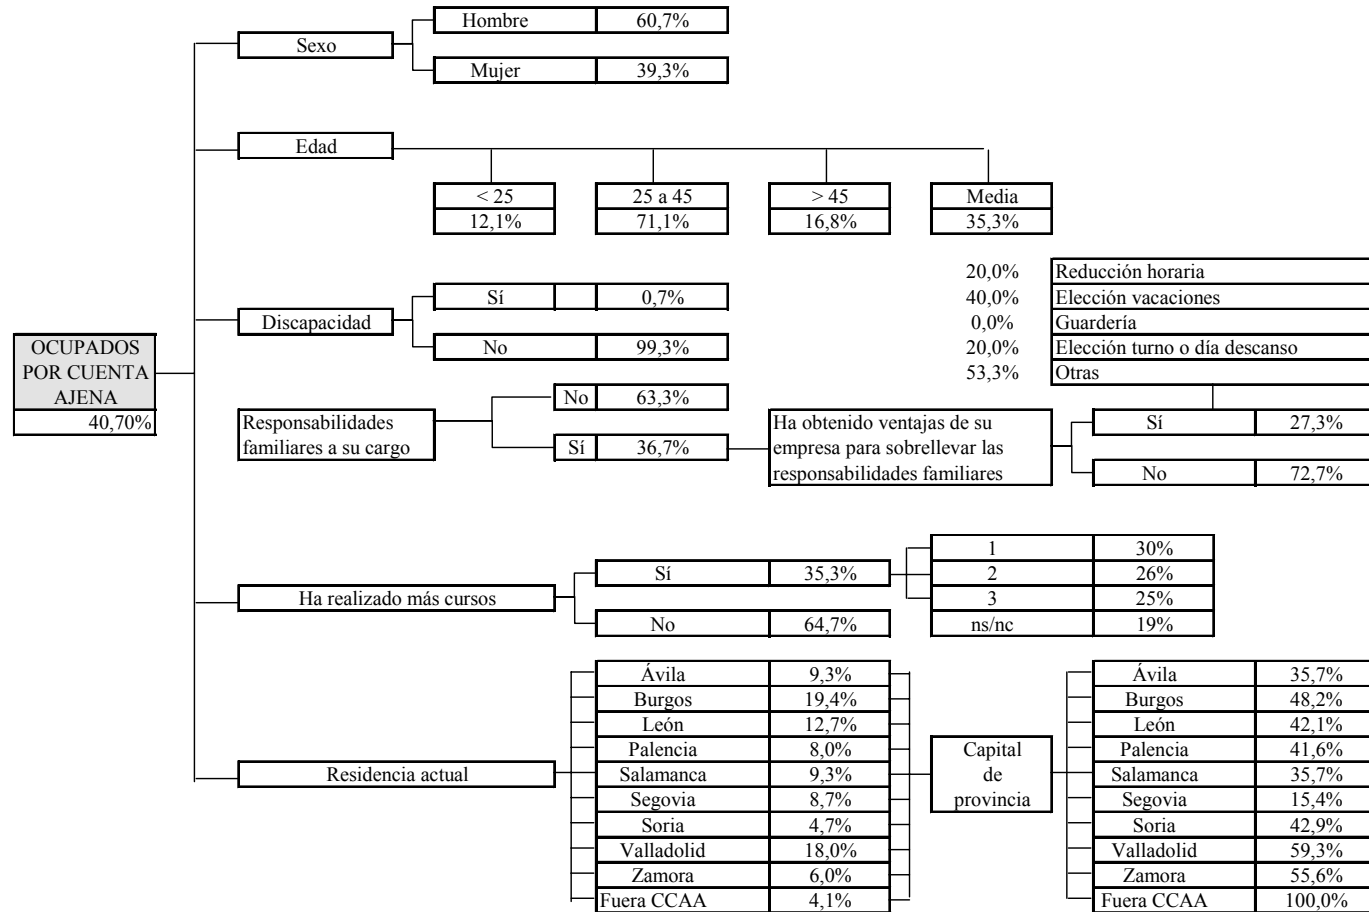 Hombre 60,7%
Sexo
Mujer 39,3%
Edad
< 25 25 a 45 > 45 Media
12,1% 71,1% 16,8% 35,3%
20,0% Reducción horaria
Sí 0,7% 40,0% Elección vacaciones
Discapacidad 0,0% Guardería
No 99,3% 20,0% Elección turno o día descanso
53,3% Otras
OCUPADOS
POR CUENTA
AJENA
40,70%
No 63,3%
Responsabilidades
familiares a su cargo
Sí 36,7%
Ha obtenido ventajas de su
empresa para sobrellevar las
responsabilidades familiares
Sí 27,3%
No 72,7%
Ha realizado más cursos
Sí 35,3%
No 64,7%
1 30%
2 26%
3 25%
ns/nc 19%
Residencia actual
Ávila 9,3%
Burgos 19,4%
León 12,7%
Palencia 8,0%
Salamanca 9,3%
Segovia 8,7%
Soria 4,7%
Valladolid 18,0%
Zamora 6,0%
Fuera CCAA 4,1%
Capital
de
provincia
Ávila 35,7%
Burgos 48,2%
León 42,1%
Palencia 41,6%
Salamanca 35,7%
Segovia 15,4%
Soria 42,9%
Valladolid 59,3%
Zamora 55,6%
Fuera CCAA 100,0%